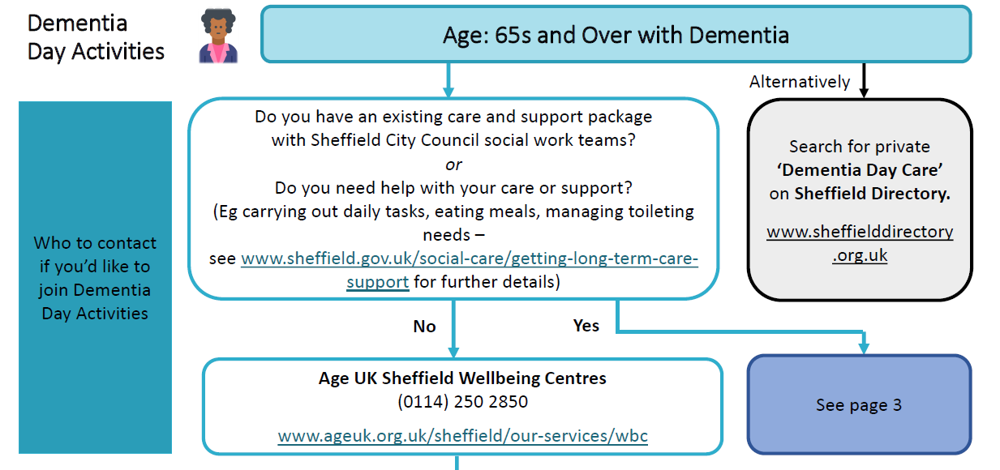 Dementia
Day Activities
Age: 65s and Over with Dementia
Alternatively
Who to contact
if you’d like to
join Dementia
Day Activities
Do you have an existing care and support package
with Sheffield City Council social work teams?
or
Do you need help with your care or support?
(Eg carrying out daily tasks, eating meals, managing toileting
needs –
see www.sheffield.gov.uk/social-care/getting-long-term-care-
support for further details)
Search for private
‘Dementia Day Care’
on Sheffield Directory.
www.sheffielddirectory
.org.uk
No
Yes
Age UK Sheffield Wellbeing Centres
(0114) 250 2850
www.ageuk.org.uk/sheffield/our-services/wbc
See page 3